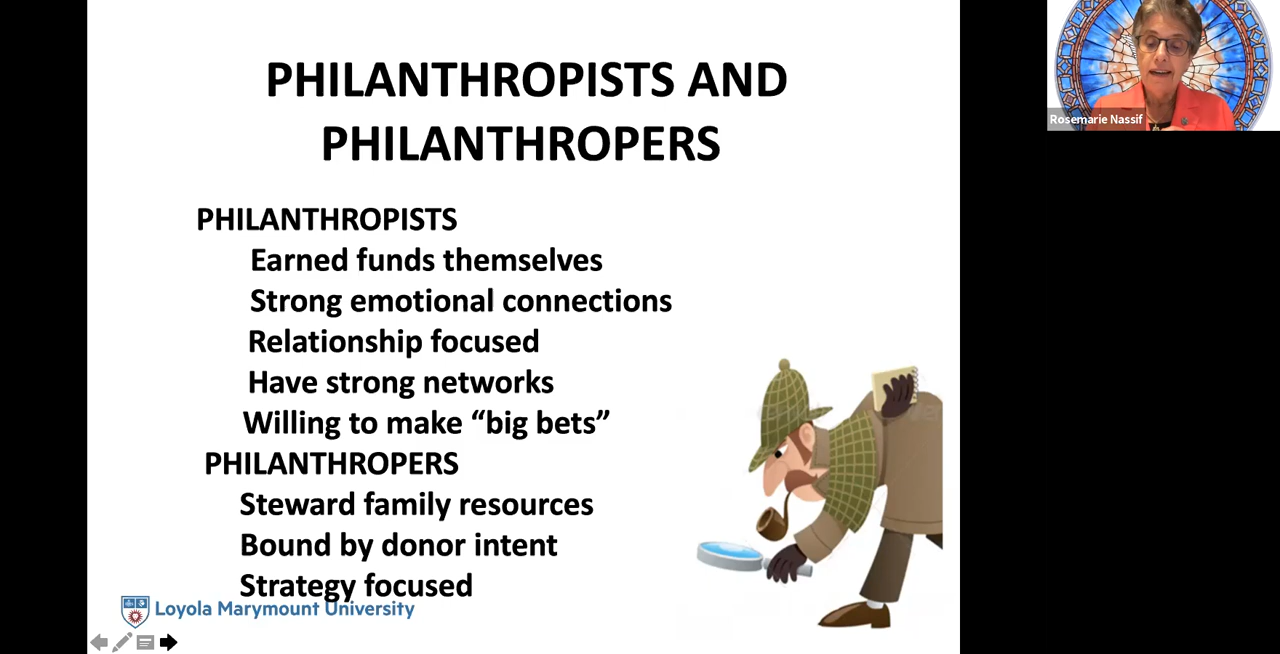 PHILANTHROPISTS AND
PHILANTHROPERS
PHILANTHROPISTS
Earned funds themselves
Strong emotional connections
Relationship focused
Have strong networks
Willing to make “big bets”
PHILANTHROPERS
Steward family resources
Bound by donor intent
Strategy focused
Loyola Marymount University
Rosemarie Nassif